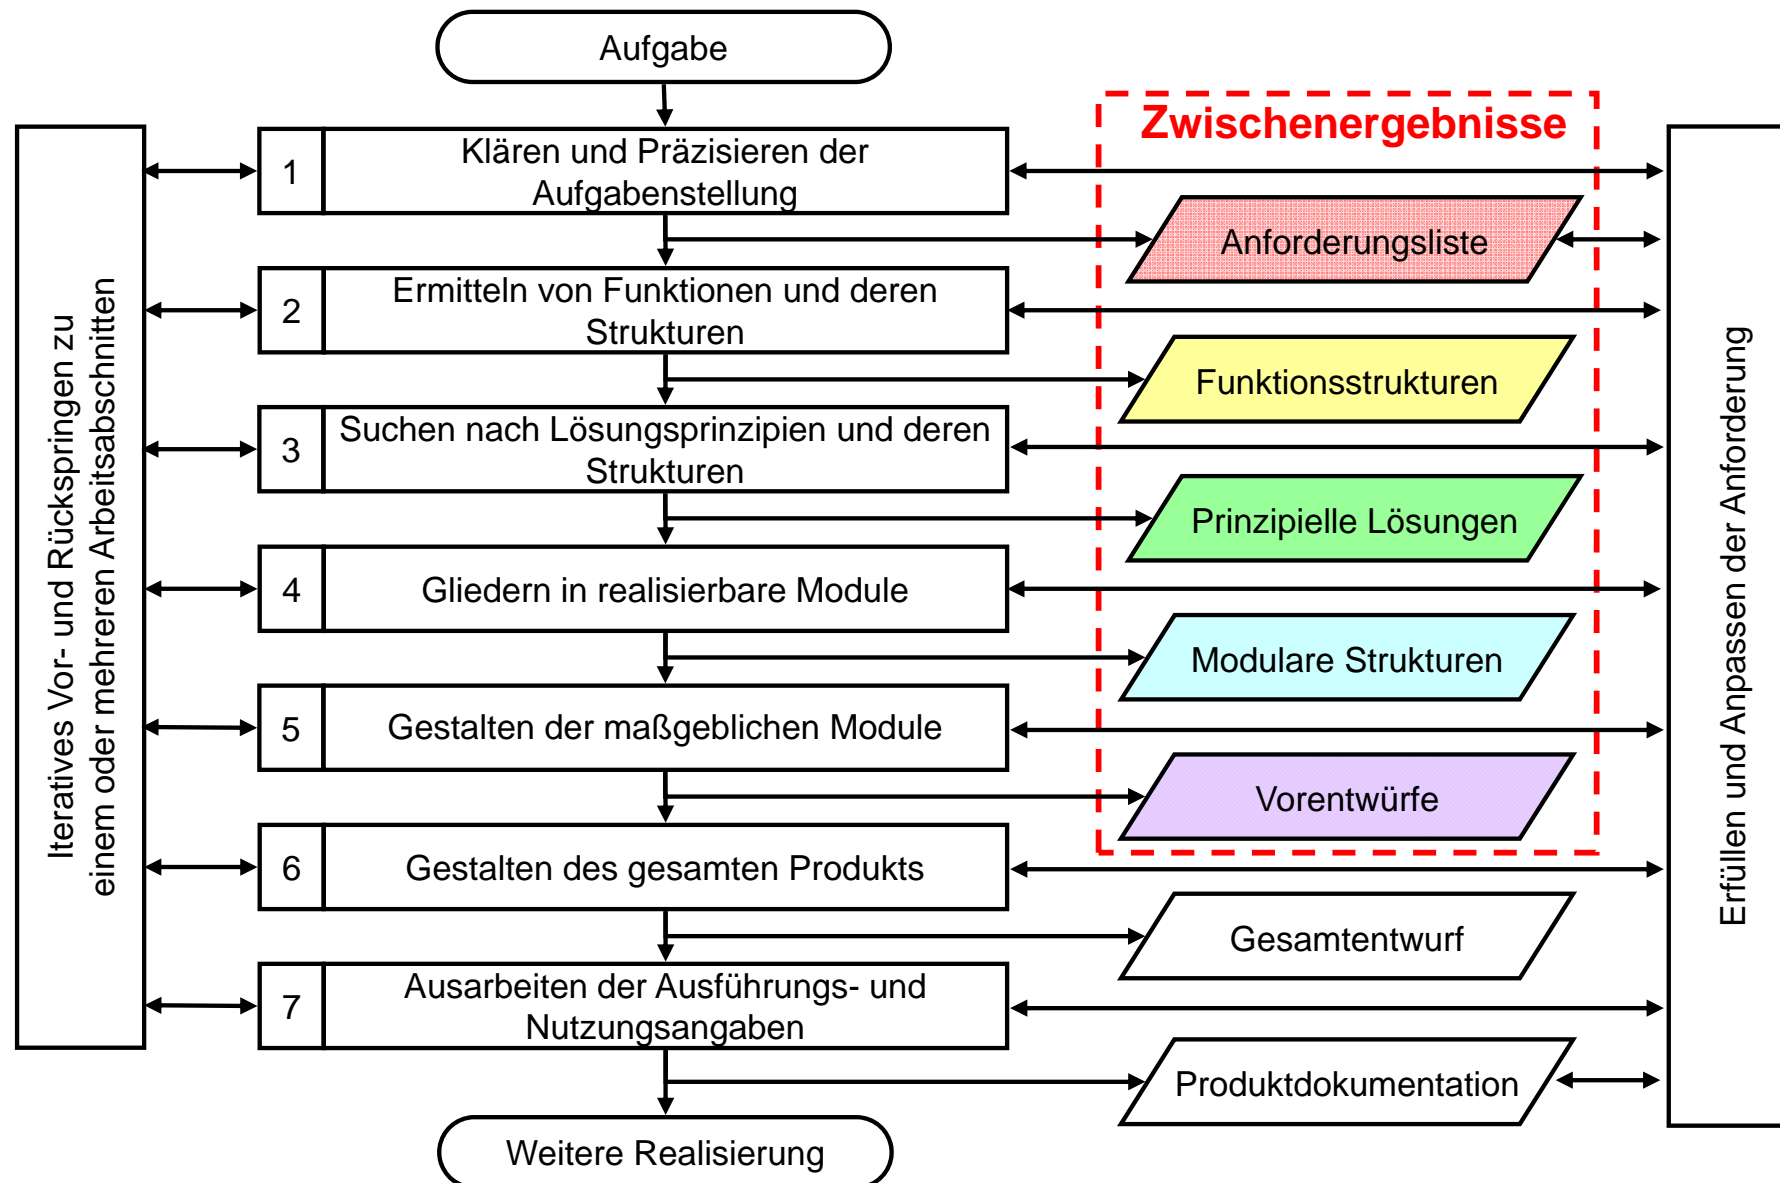 Aufgabe
Zwischenergebnisse
1
Klären und Präzisieren der
Aufgabenstellung
Anforderungsliste
2
Ermitteln von Funktionen und deren
Strukturen
Funktionsstrukturen
3
Suchen nach Lösungsprinzipien und deren
Strukturen
Prinzipielle Lösungen
4
Gliedern in realisierbare Module
Modulare Strukturen
5
Gestalten der maßgeblichen Module
Vorentwürfe
6
Gestalten des gesamten Produkts
Gesamtentwurf
7
Ausarbeiten der Ausführungs- und
Nutzungsangaben
Produktdokumentation
Weitere Realisierung
Iteratives Vor- und Rückspringen zu
einem oder mehreren Arbeitsabschnitten
Erfüllen und Anpassen der Anforderung